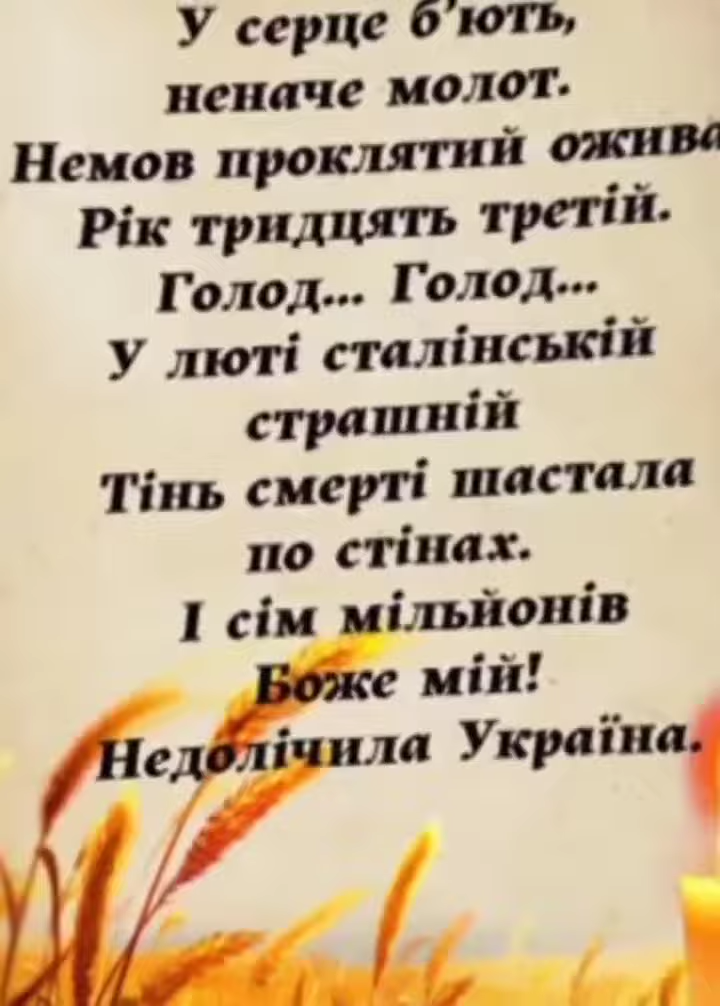 У серце б'ють,
неначе молот.
Немов проклятий ожива
Рік тридцять третій.
Голод... Голод...
У люті сталінській
страшній
Тінь смерті шастала
по стінах.
І сім мільйонів
Боже мій!
Недолічила Україна.